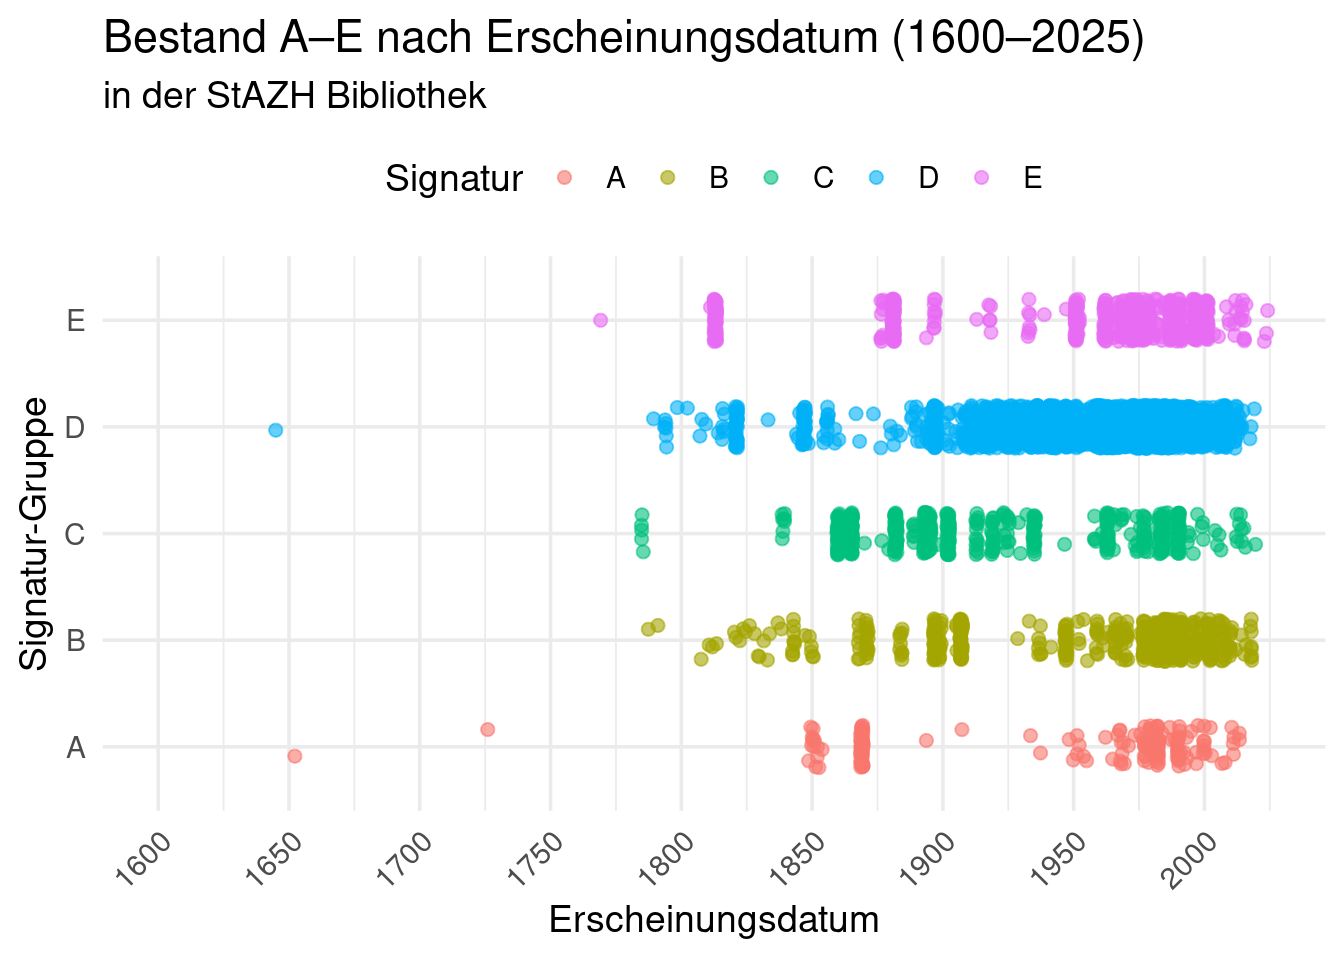 Bestand A–E nach Erscheinungsdatum (1600–2025)
in der StAZH Bibliothek
Signatur A B C D E
E
D
C
B
A
Signatur-Gruppe
1600 1650 1700 1750 1800 1850 1900 1950 2000
Erscheinungsdatum